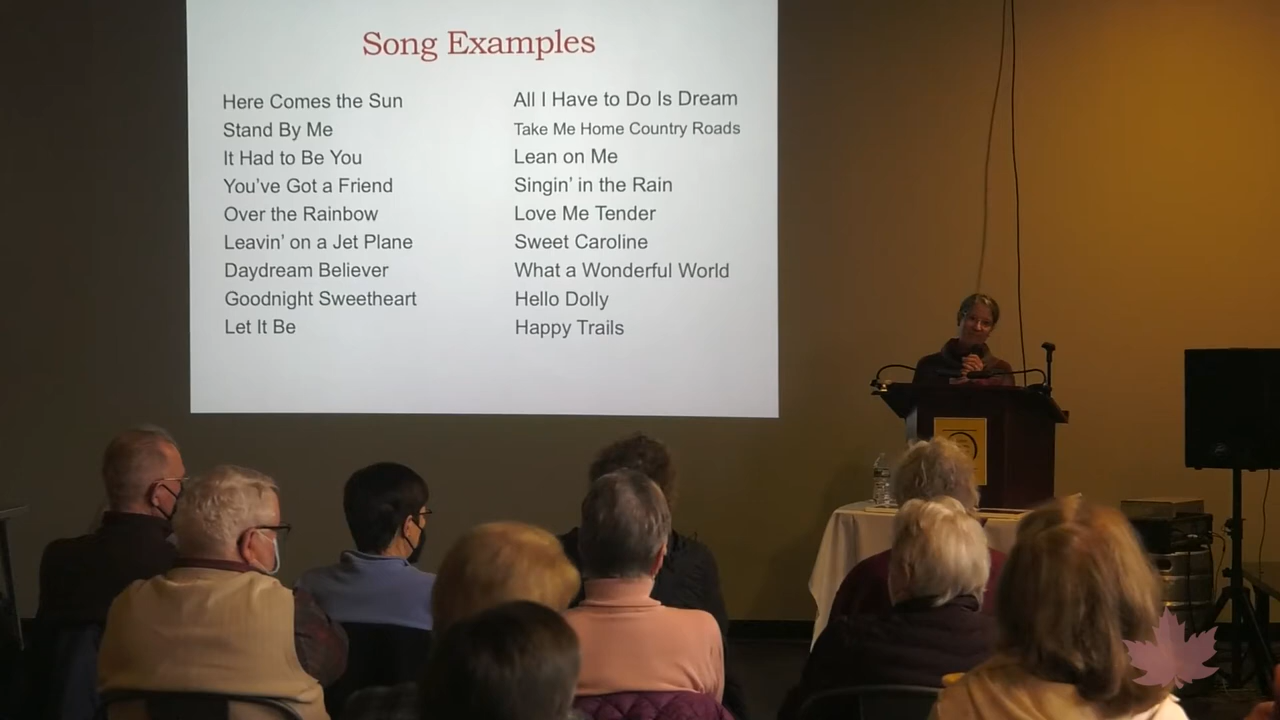 Song Examples
Here Comes the Sun
Stand By Me
It Had to Be You
You've Got a Friend
Over the Rainbow
Leavin' on a Jet Plane
Daydream Believer
Goodnight Sweetheart
Let It Be
All I Have to Do Is Dream
Take Me Home Country Roads
Lean on Me
Singin' in the Rain
Love Me Tender
Sweet Caroline
What a Wonderful World
Hello Dolly
Happy Trails